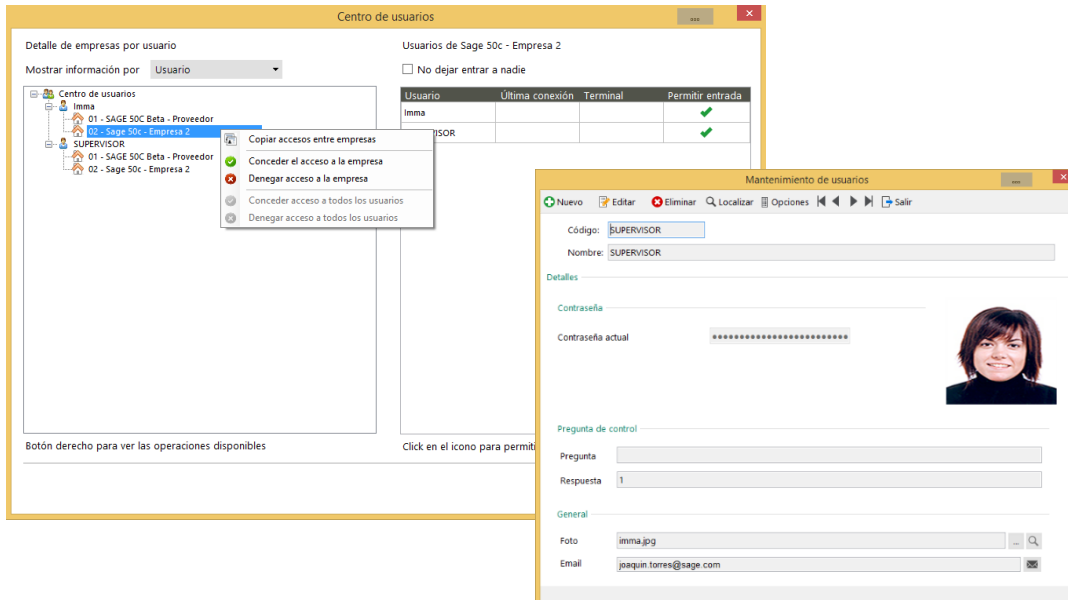 Centro de usuarios
Detalle de empresas por usuario
Mostrar información por Usuario
Centro de usuarios
Imma
01 - SAGE 50C Beta - Proveedor
02 - Sage 50c - Empresa 2
SUPERVISOR
01 - SAGE 50C Beta - Proveedor
02 - Sage 50c - Empresa 2
Copiar accesos entre empresas
Conceder el acceso a la empresa
Denegar acceso a la empresa
Conceder acceso a todos los usuarios
Denegar acceso a todos los usuarios
Botón derecho para ver las operaciones disponibles
Usuarios de Sage 50c - Empresa 2
No dejar entrar a nadie
Usuario Última conexión Terminal Permitir entrada
Imma
ISOR
Click en el icono para permiti
Mantenimiento de usuarios
Nuevo Editar Eliminar Localizar Opciones Salir
Código: SUPERVISOR
Nombre: SUPERVISOR
Detalles
Contraseña
Contraseña actual
Pregunta de control
Pregunta
Respuesta 1
General
Foto imma.jpg ...
Email joaquin.torres@sage.com